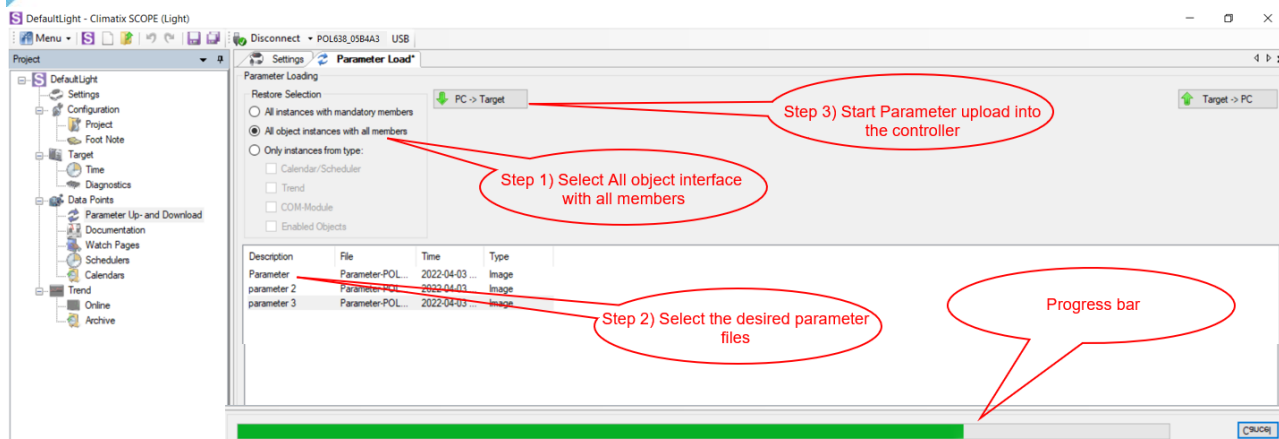 DefaultLight - Climatix SCOPE (Light)
Menu
Disconnect
POL638_05B4A3
USB
Project
Settings
Parameter Load*
DefaultLight
Settings
Configuration
Project
Foot Note
Target
Time
Diagnostics
Data Points
Parameter Up- and Download
Documentation
Watch Pages
Schedulers
Calendars
Trend
Online
Archive
Parameter Loading
Restore Selection
All instances with mandatory members
All object instances with all members
Only instances from type:
Calendar/Scheduler
Trend
COM-Module
Enabled Objects
PC -> Target
Target -> PC
Step 3) Start Parameter upload into
the controller
Step 1) Select All object interface
with all members
Description File Time Type
Parameter Parameter-POL... 2022-04-03 ... Image
parameter 2 Parameter-POL... 2022-04-03 ... Image
parameter 3 Parameter-POL... 2022-04-03 ... Image
Step 2) Select the desired parameter
files
Progress bar
Cancel